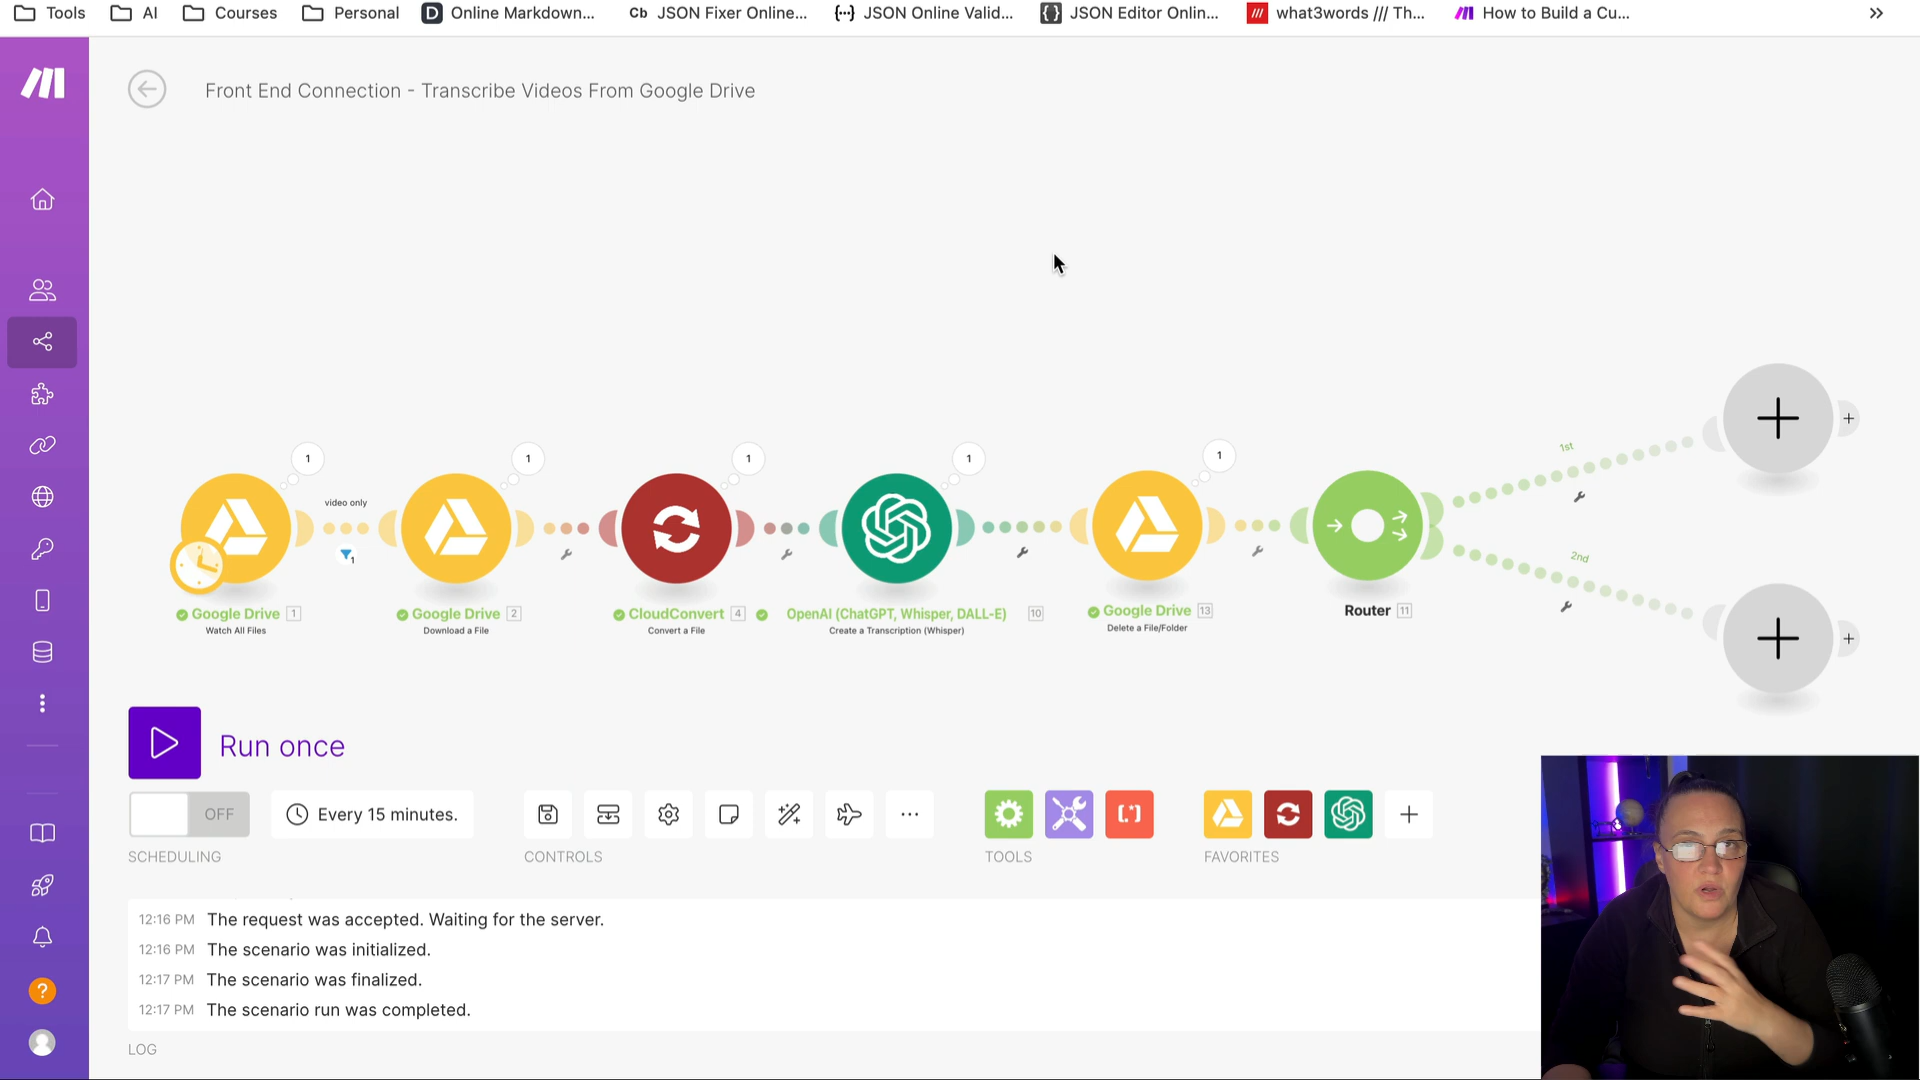 Tools AI Courses Personal Online Markdown... Cb JSON Fixer Online... JSON Online Valid... JSON Editor Onlin... what3words /// Th... How to Build a Cu... »
Front End Connection - Transcribe Videos From Google Drive
1st
1 1 1 1 1
video only
1
2nd
Google Drive 1 Google Drive 2 CloudConvert 4 OpenAI (ChatGPT, Whisper, DALL-E) 10 Google Drive 13 Router 11
Watch All Files Download a File Convert a File Create a Transcription (Whisper) Delete a File/Folder
Run once
OFF Every 15 minutes.
SCHEDULING CONTROLS TOOLS FAVORITES
12:16 PM The request was accepted. Waiting for the server.
12:16 PM The scenario was initialized.
12:17 PM The scenario was finalized.
12:17 PM The scenario run was completed.
LOG